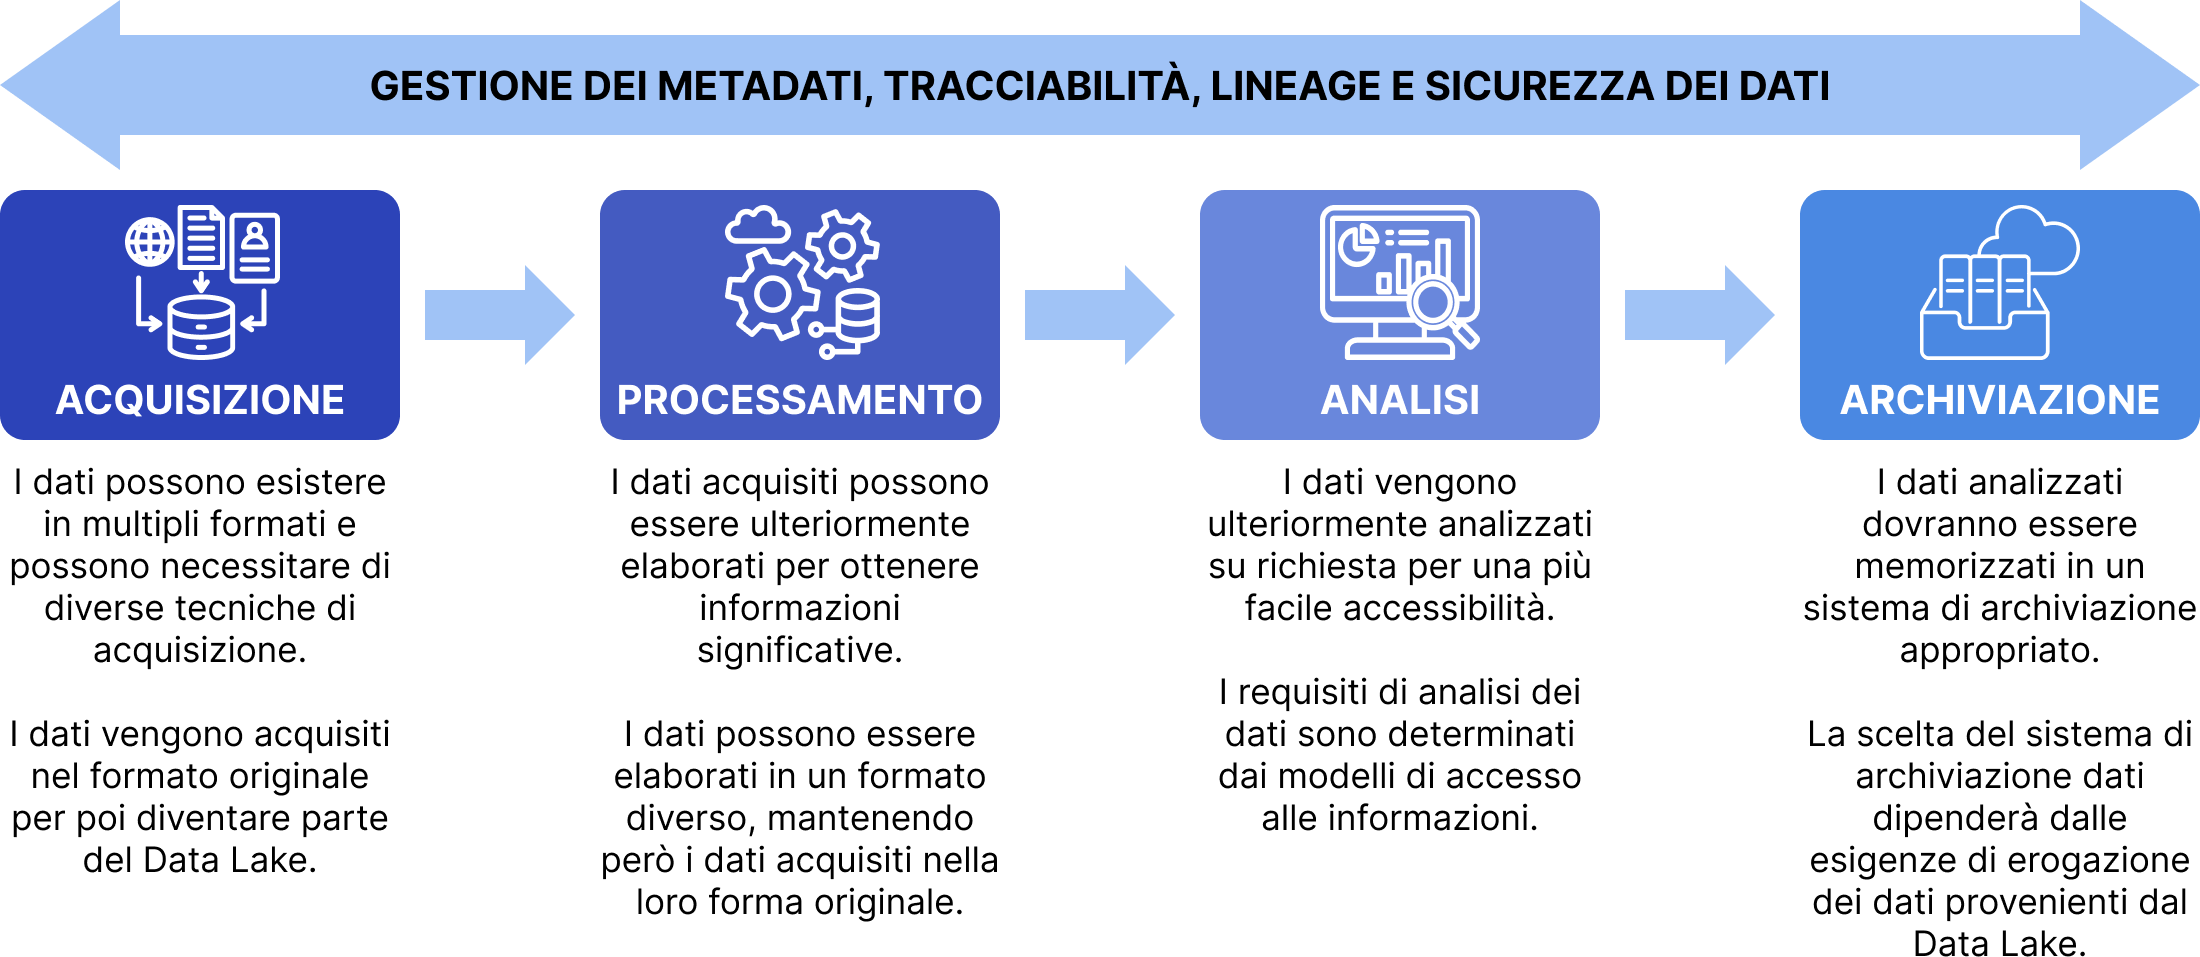 GESTIONE DEI METADATI, TRACCIABILITÀ, LINEAGE E SICUREZZA DEI DATI
ACQUISIZIONE
I dati possono esistere
in multipli formati e
possono necessitare di
diverse tecniche di
acquisizione.
I dati vengono acquisiti
nel formato originale
per poi diventare parte
del Data Lake.
PROCESSAMENTO
I dati acquisiti possono
essere ulteriormente
elaborati per ottenere
informazioni
significative.
I dati possono essere
elaborati in un formato
diverso, mantenendo
però i dati acquisiti nella
loro forma originale.
ANALISI
I dati vengono
ulteriormente analizzati
su richiesta per una più
facile accessibilità.
I requisiti di analisi dei
dati sono determinati
dai modelli di accesso
alle informazioni.
ARCHIVIAZIONE
I dati analizzati
dovranno essere
memorizzati in un
sistema di archiviazione
appropriato.
La scelta del sistema di
archiviazione dati
dipenderà dalle
esigenze di erogazione
dei dati provenienti dal
Data Lake.